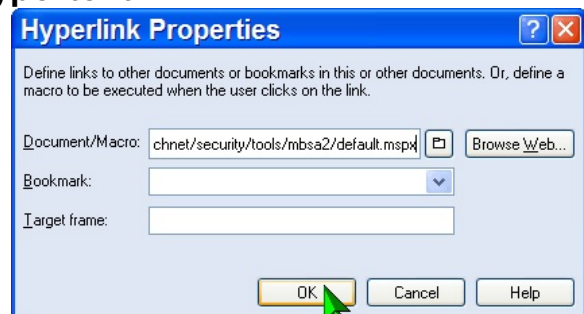 Hyperlink Properties
Define links to other documents or bookmarks in this or other documents. Or, define a
macro to be executed when the user clicks on the link.
Document/Macro: chnet/security/tools/mbsa2/default.mspx Browse Web...
Bookmark:
Target frame:
OK Cancel Help